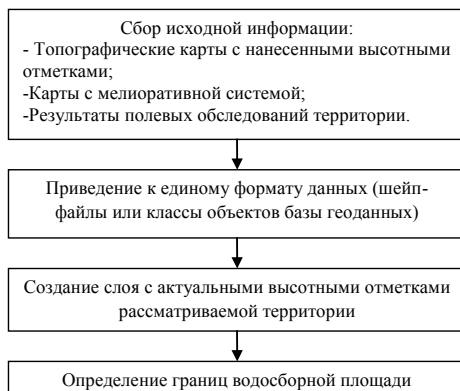 Сбор исходной информации:
- Топографические карты с нанесенными высотными
отметками;
-Карты с мелиоративной системой;
-Результаты полевых обследований территории.
Приведение к единому формату данных (шейп-
файлы или классы объектов базы геоданных)
Создание слоя с актуальными высотными отметками
рассматриваемой территории
Определение границ водосборной площади